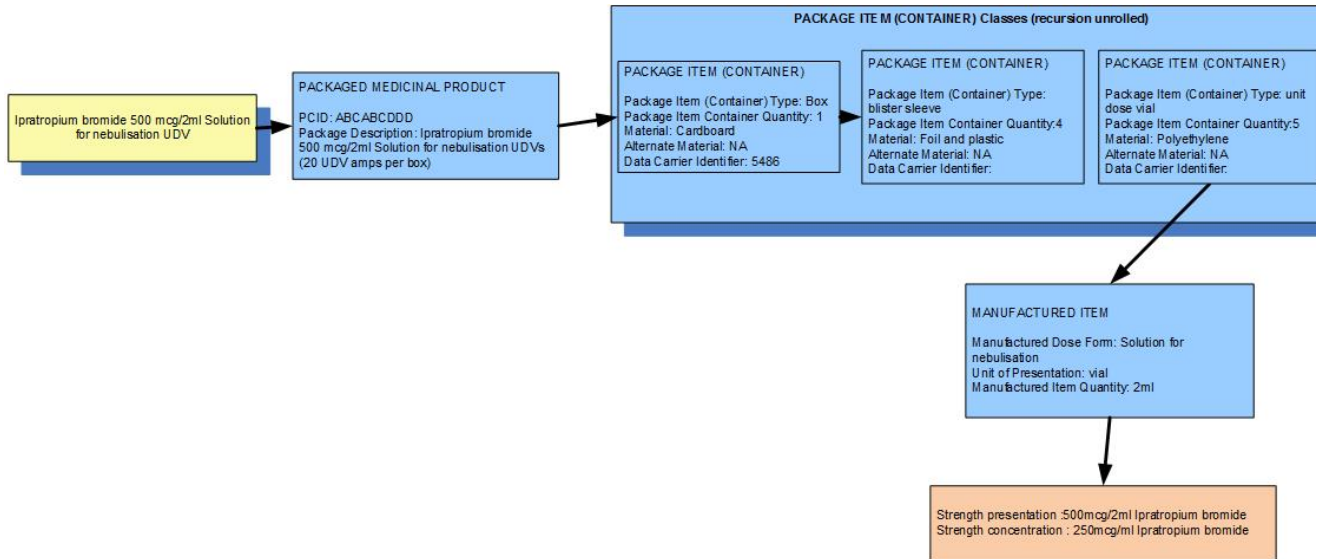 PACKAGE ITEM (CONTAINER) Classes (recursion unrolled)
Ipratropium bromide 500 mcg/2ml Solution
for nebulisation UDV
PACKAGED MEDICINAL PRODUCT
PCID: ABCABCDDD
Package Description: Ipratropium bromide
500 mcg/2ml Solution for nebulisation UDVs
(20 UDV amps per box)
PACKAGE ITEM (CONTAINER)
Package Item (Container) Type: Box
Package Item Container Quantity: 1
Material: Cardboard
Alternate Material: NA
Data Carrier Identifier: 5486
PACKAGE ITEM (CONTAINER)
Package Item (Container) Type:
blister sleeve
Package Item Container Quantity:4
Material: Foil and plastic
Alternate Material: NA
Data Carrier Identifier:
PACKAGE ITEM (CONTAINER)
Package Item (Container) Type: unit
dose vial
Package Item Container Quantity:5
Material: Polyethylene
Alternate Material: NA
Data Carrier Identifier:
MANUFACTURED ITEM
Manufactured Dose Form: Solution for
nebulisation
Unit of Presentation: vial
Manufactured Item Quantity: 2ml
Strength presentation :500mcg/2ml Ipratropium bromide
Strength concentration : 250mcg/ml Ipratropium bromide